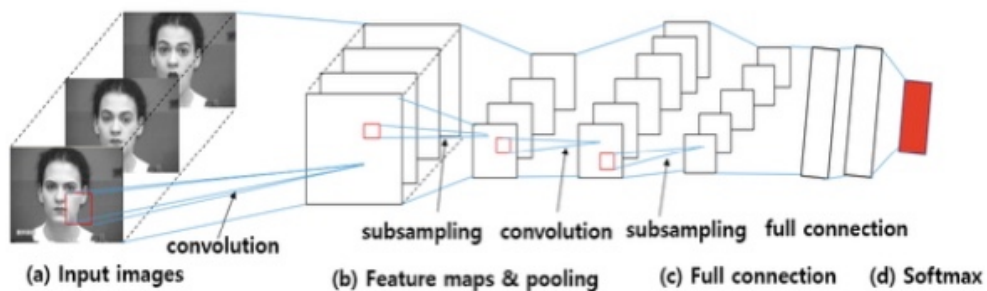 convolution
subsampling convolution subsampling full connection
(a) Input images (b) Feature maps & pooling (c) Full connection (d) Softmax